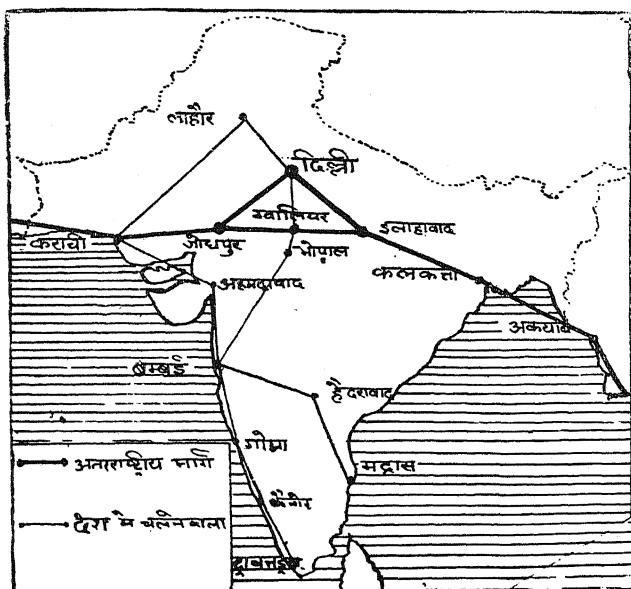 लाहौर
दिल्ली
ग्वालियर
करांची
जोधपुर
इलाहाबाद
भोपाल
कलकत्ता
अहमदाबाद
अकयाब
बम्बई
हैदराबाद
गोआ
अन्तर्राष्ट्रीय मार्ग
मद्रास
कैनोर
देश में चलनेवाला